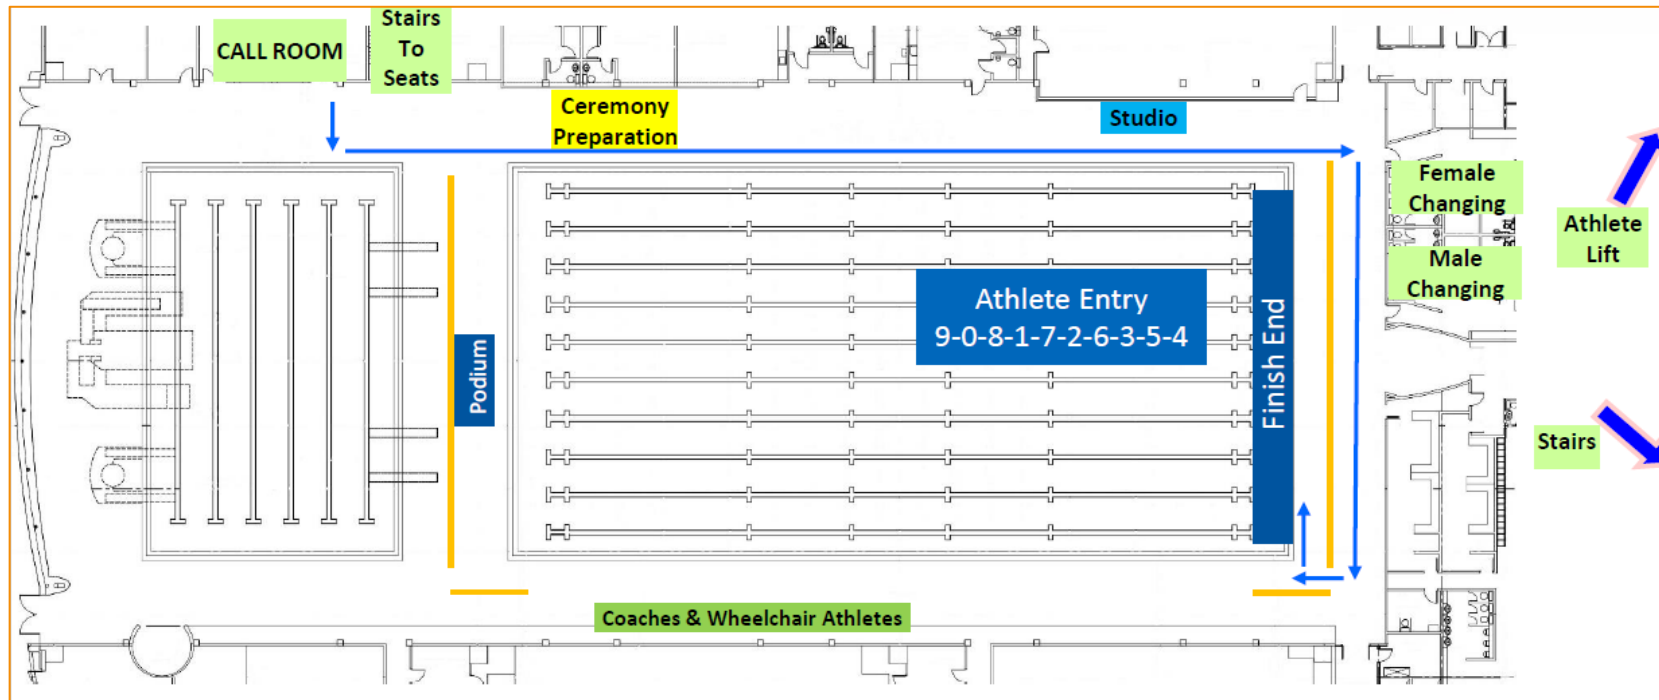 CALL ROOM
Stairs
To
Seats
Ceremony
Preparation
Studio
Female
Changing
Male
Changing
Athlete
Lift
Athlete Entry
9-0-8-1-7-2-6-3-5-4
Podium
Finish End
Stairs
Coaches & Wheelchair Athletes